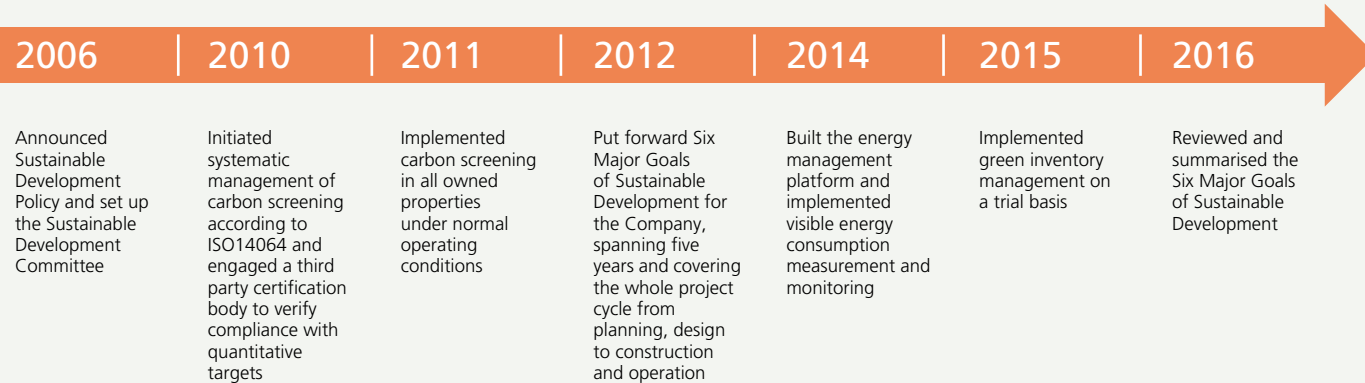 2006
2010
2011
2012
2014
2015
2016
Announced
Sustainable
Development
Policy and set up
the Sustainable
Development
Committee
Initiated
systematic
management of
carbon screening
according to
ISO14064 and
engaged a third
party certification
body to verify
compliance with
quantitative
targets
Implemented
carbon screening
in all owned
properties
under normal
operating
conditions
Put forward Six
Major Goals
of Sustainable
Development for
the Company,
spanning five
years and covering
the whole project
cycle from
planning, design
to construction
and operation
Built the energy
management
platform and
implemented
visible energy
consumption
measurement and
monitoring
Implemented
green inventory
management on
a trial basis
Reviewed and
summarised the
Six Major Goals
of Sustainable
Development